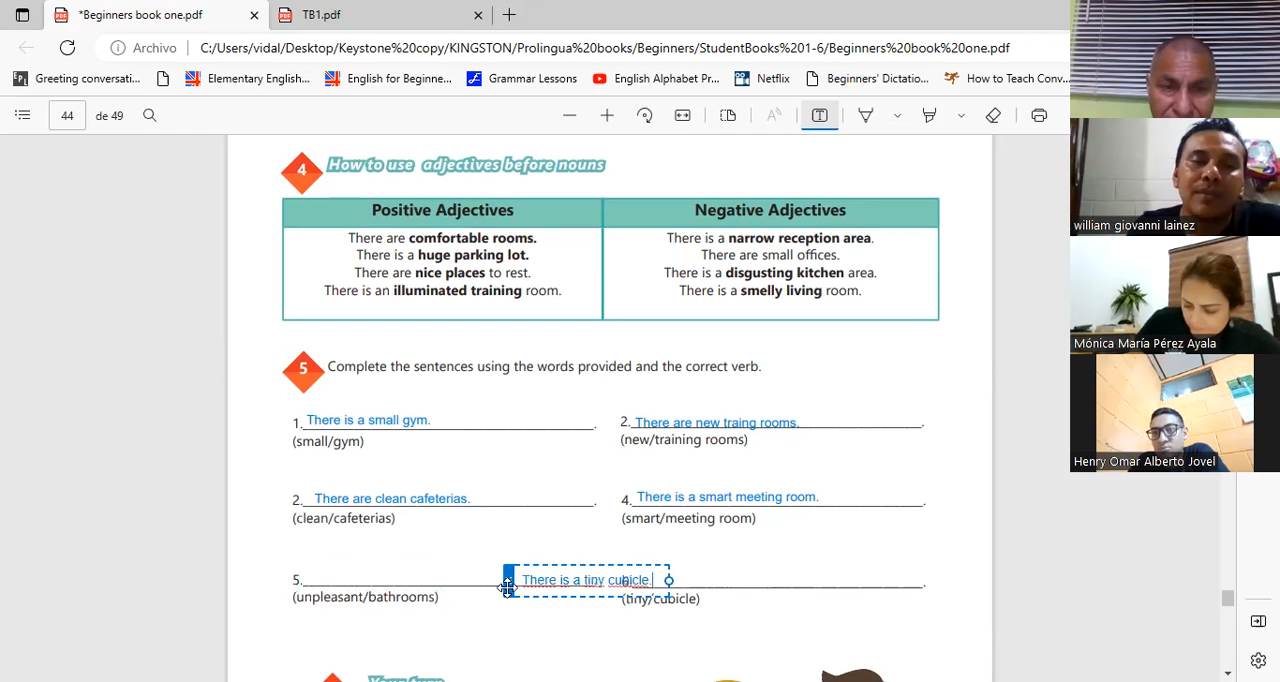 *Beginners book one.pdf
TB1.pdf
Archivo
C:/Users/vidal/Desktop/Keystone%20copy/KINGSTON/Prolingua%20books/Beginners/StudentBooks%201-6/Beginners%20book%20one.pdf
Greeting conversati...
Elementary English...
English for Beginne...
Grammar Lessons
English Alphabet Pr...
Netflix
Beginners' Dictatio...
How to Teach Conv...
44 de 49
4 How to use adjectives before nouns
Positive Adjectives
There are comfortable rooms.
There is a huge parking lot.
There are nice places to rest.
There is an illuminated training room.
Negative Adjectives
There is a narrow reception area.
There are small offices.
There is a disgusting kitchen area.
There is a smelly living room.
5 Complete the sentences using the words provided and the correct verb.
1. There is a small gym.
(small/gym)
2. There are new traing rooms.
(new/training rooms)
2. There are clean cafeterias.
(clean/cafeterias)
4. There is a smart meeting room.
(smart/meeting room)
5.
(unpleasant/bathrooms)
There is a tiny cubicle.
(tiny/cubicle)
Your turn
william giovanni lainez
Mónica María Pérez Ayala
Henry Omar Alberto Jovel